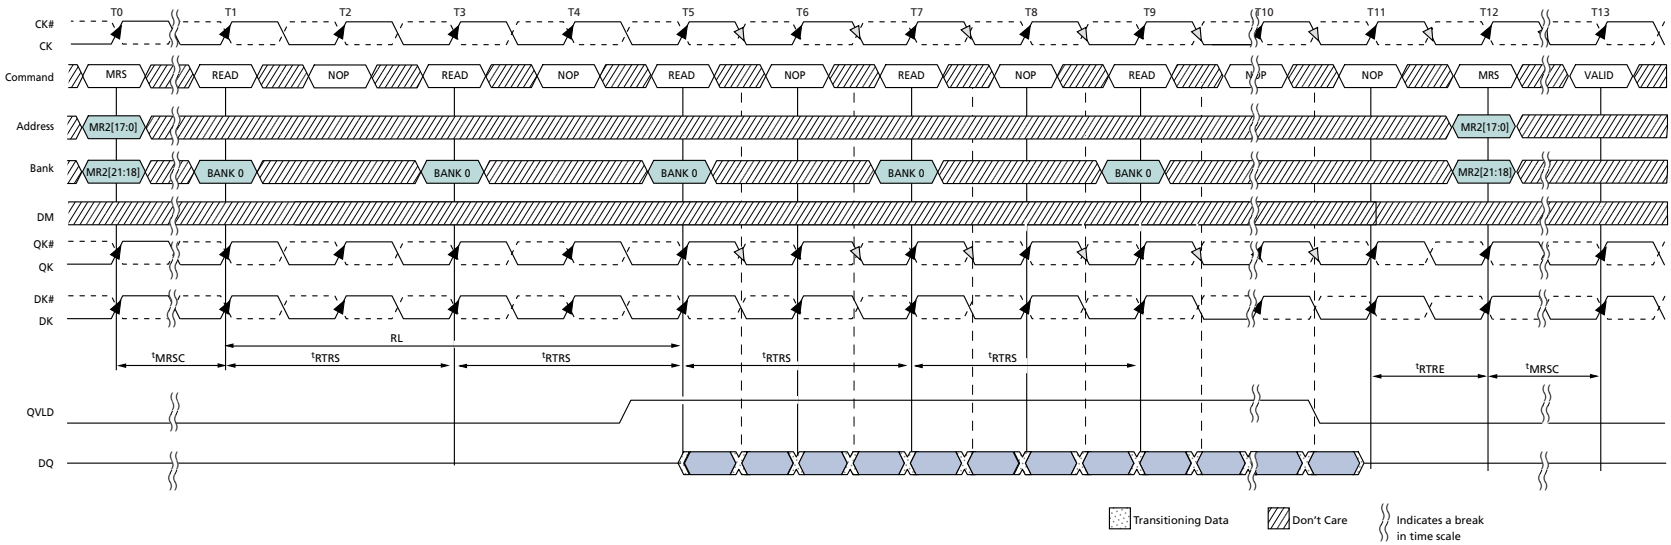 T0 T1 T2 T3 T4 T5 T6 T7 T8 T9 T10 T11 T12 T13
CK#
CK
Command MRS READ NOP READ NOP READ NOP READ NOP READ NOP NOP MRS VALID
Address MR2[17:0] MR2[17:0]
Bank MR2[21:18] BANK 0 BANK 0 BANK 0 BANK 0 BANK 0 MR2[21:18]
DM
QK#
QK
DK#
DK
RL
tMRSC tRTRS tRTRS tRTRS tRTRS tRTRE tMRSC
QVLD
DQ
Transitioning Data Don't Care Indicates a break
in time scale